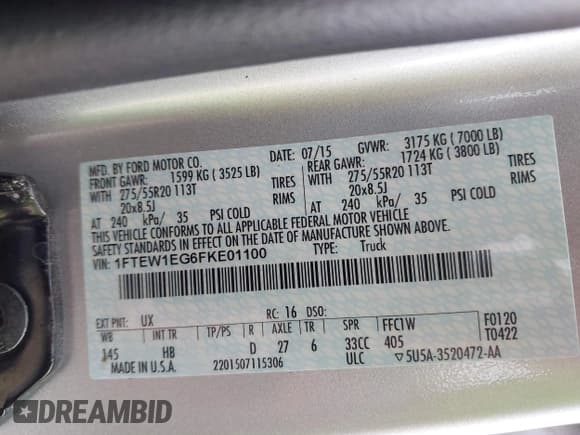 MFD. BY FORD MOTOR CO.
DATE: 07/15 GVWR: 3175 KG ( 7000 LB)
FRONT GAWR: 1599 KG ( 3525 LB) REAR GAWR: 1724 KG ( 3800 LB)
WITH 275/55R20 113T TIRES WITH 275/55R20 113T TIRES
20x8.5J RIMS 20x8.5J RIMS
AT 240 kPa/ 35 PSI COLD AT 240 kPa/ 35 PSI COLD
THIS VEHICLE CONFORMS TO ALL APPLICABLE FEDERAL MOTOR VEHICLE
SAFETY STANDARDS IN EFFECT ON THE DATE OF MANUFACTURE SHOWN ABOVE.
VIN: 1FTEW1EG6FKE01100 TYPE: Truck
EXT PNT: UX RC: 16 DSO: F0120
WB INT TR TP/PS R AXLE TR SPR FFC1W T0422
145 HB D 27 6 33CC 405
MADE IN U.S.A. 2201507115306 ULC ▽5U5A-3520472-AA
DREAMBID